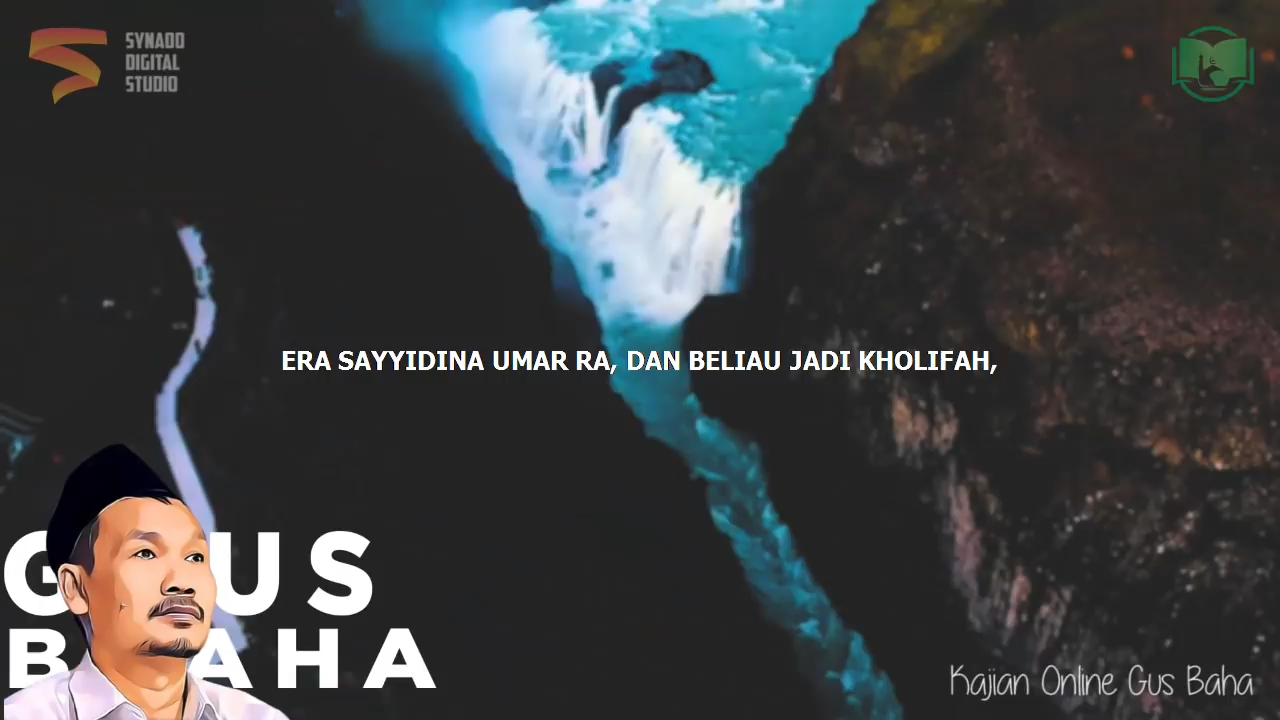 SYNADO
DIGITAL
STUDIO
ERA SAYYIDINA UMAR RA, DAN BELIAU JADI KHOLIFAH,
GUS
BAHA
Kajian Online Gus Baha